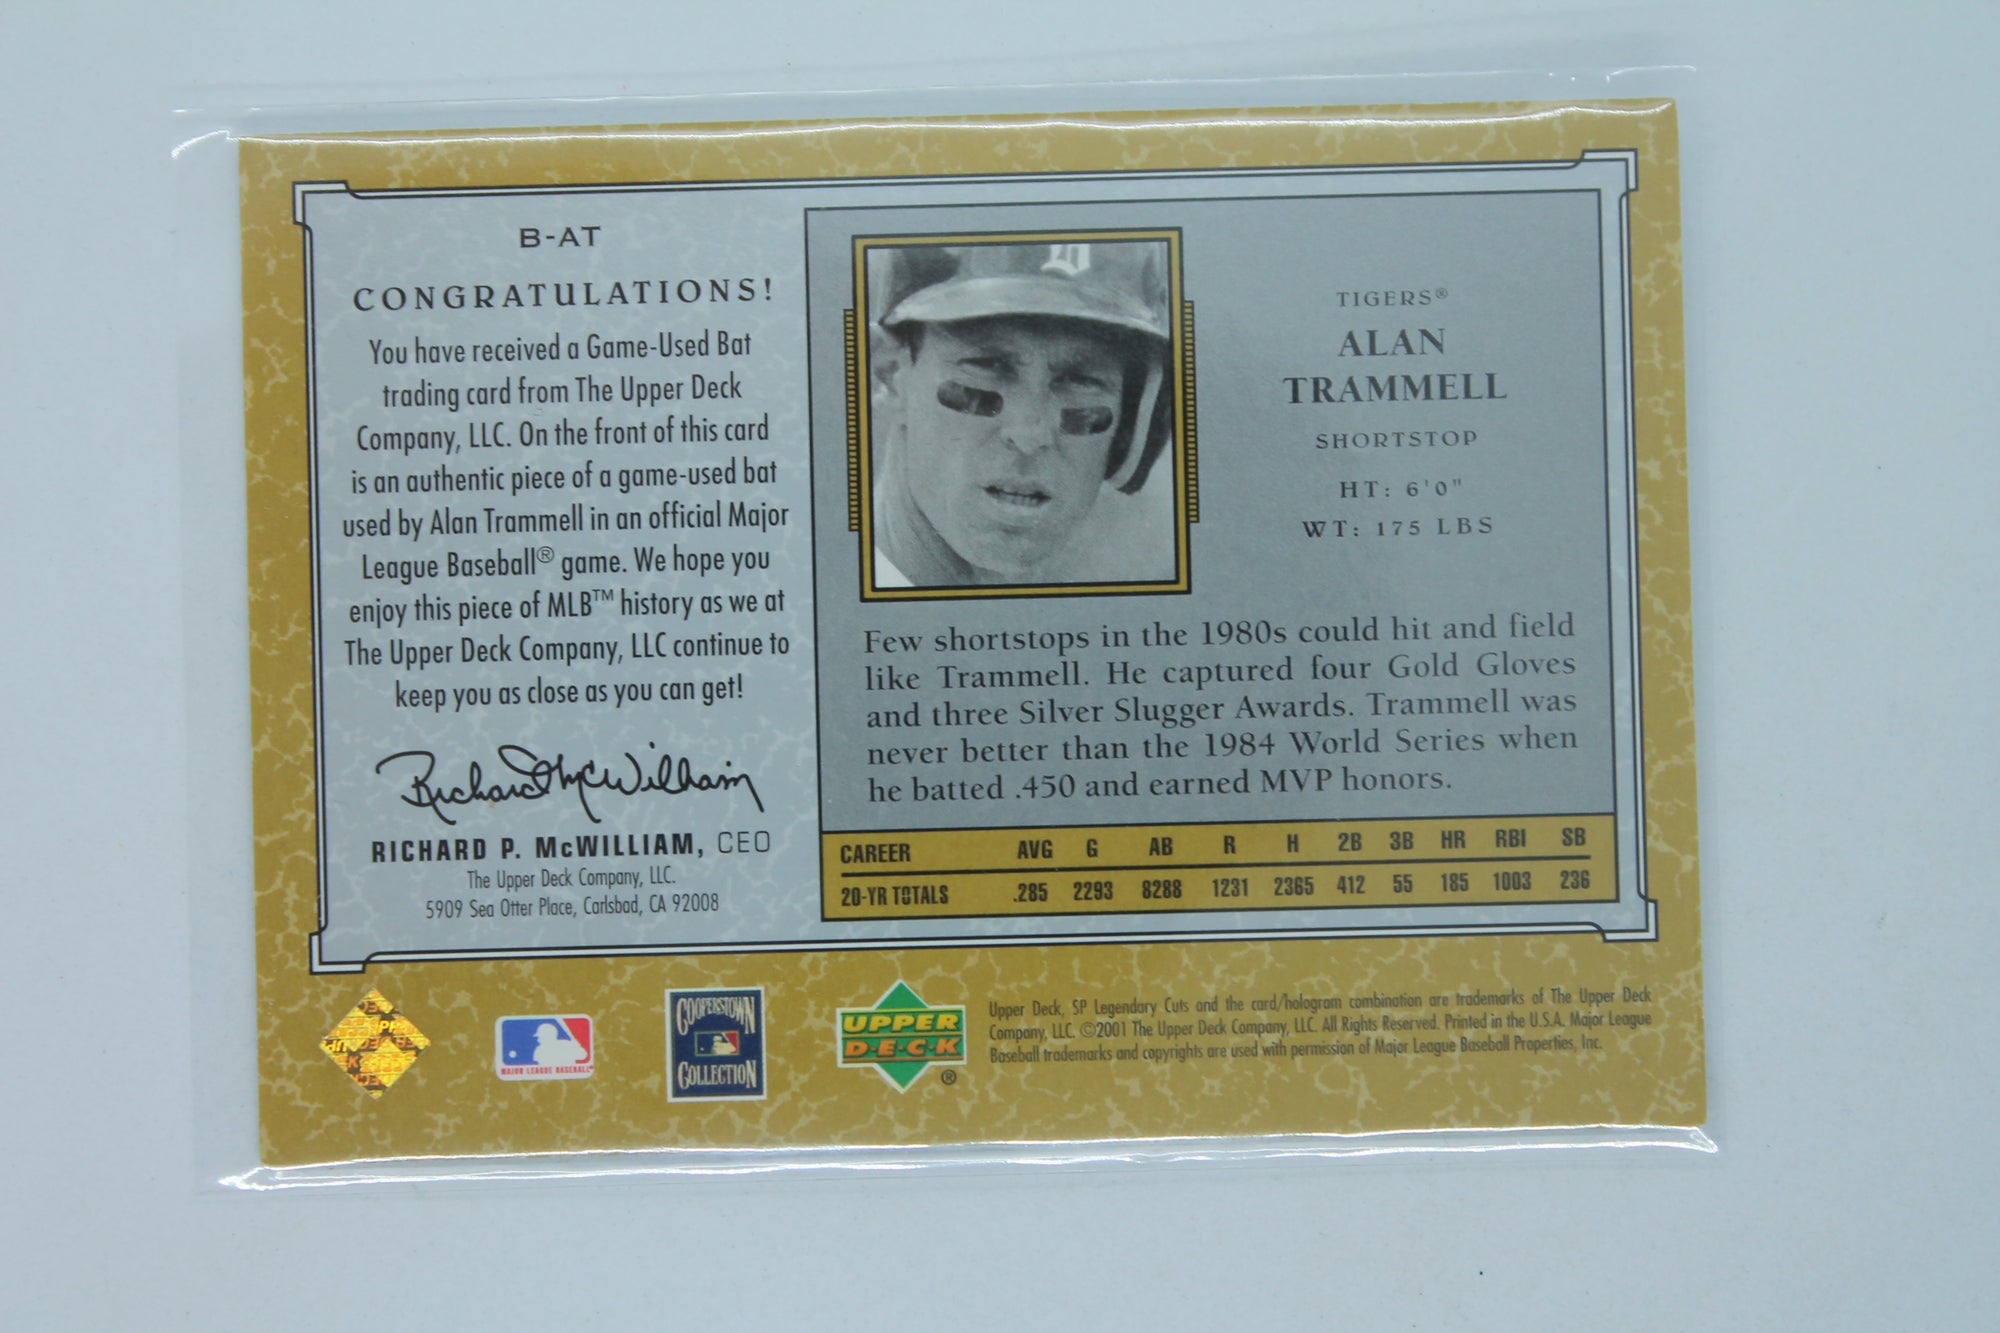 B-AT
CONGRATULATIONS!
You have received a Game-Used Bat
trading card from The Upper Deck
Company, LLC. On the front of this card
is an authentic piece of a game-used bat
used by Alan Trammell in an official Major
League Baseball® game. We hope you
enjoy this piece of MLB™ history as we at
The Upper Deck Company, LLC continue to
keep you as close as you can get!
Richard McWilliam
RICHARD P. McWILLIAM, CEO
The Upper Deck Company, LLC.
5909 Sea Otter Place, Carlsbad, CA 92008
D
TIGERS®
ALAN
TRAMMELL
SHORTSTOP
HT: 6'0"
WT: 175 LBS
Few shortstops in the 1980s could hit and field
like Trammell. He captured four Gold Gloves
and three Silver Slugger Awards. Trammell was
never better than the 1984 World Series when
he batted .450 and earned MVP honors.
CAREER AVG G AB R H 2B 3B HR RBI SB
20-YR TOTALS .285 2293 8288 1231 2365 412 55 185 1003 236
MAJOR LEAGUE BASEBALL
COOPERSTOWN
COLLECTION
UPPER
D·E·C·K
®
Upper Deck, SP Legendary Cuts and the card/hologram combination are trademarks of The Upper Deck
Company, LLC. ©2001 The Upper Deck Company, LLC. All Rights Reserved. Printed in the U.S.A. Major League
Baseball trademarks and copyrights are used with permission of Major League Baseball Properties, Inc.